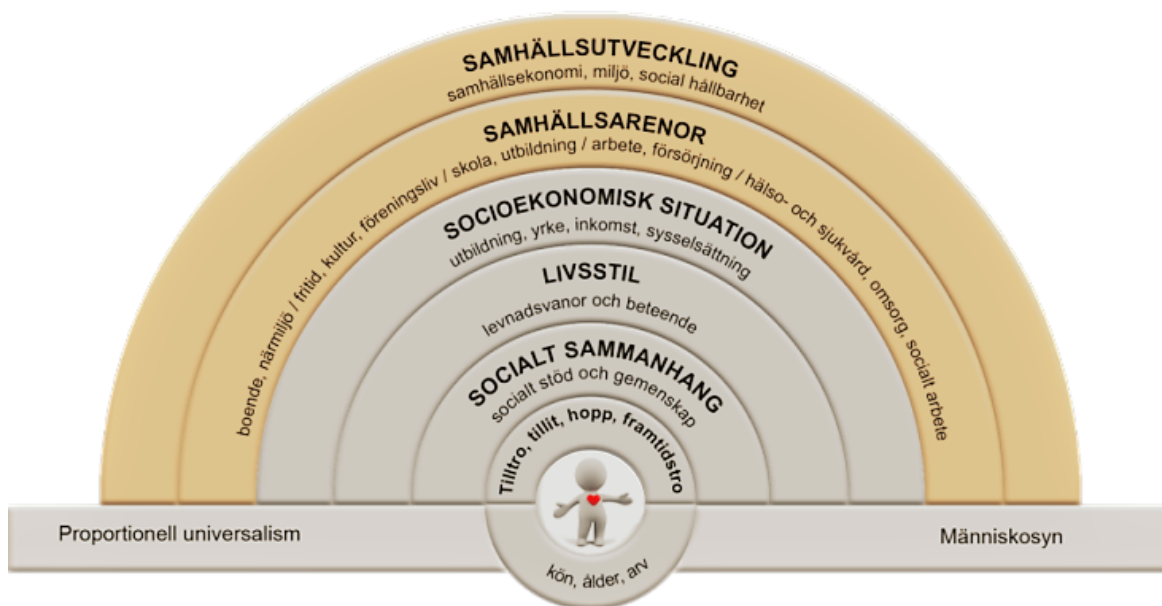 SAMHÄLLSUTVECKLING
samhällsekonomi, miljö, social hållbarhet
SAMHÄLLSARENOR
boende, närmiljö / fritid, kultur, föreningsliv / skola, utbildning / arbete, försörjning / hälso- och sjukvård, omsorg, socialt arbete
SOCIOEKONOMISK SITUATION
utbildning, yrke, inkomst, sysselsättning
LIVSSTIL
levnadsvanor och beteende
SOCIALT SAMMANHANG
socialt stöd och gemenskap
Tilltro, tillit, hopp, framtidstro
Proportionell universalism
Människosyn
kön, ålder, arv